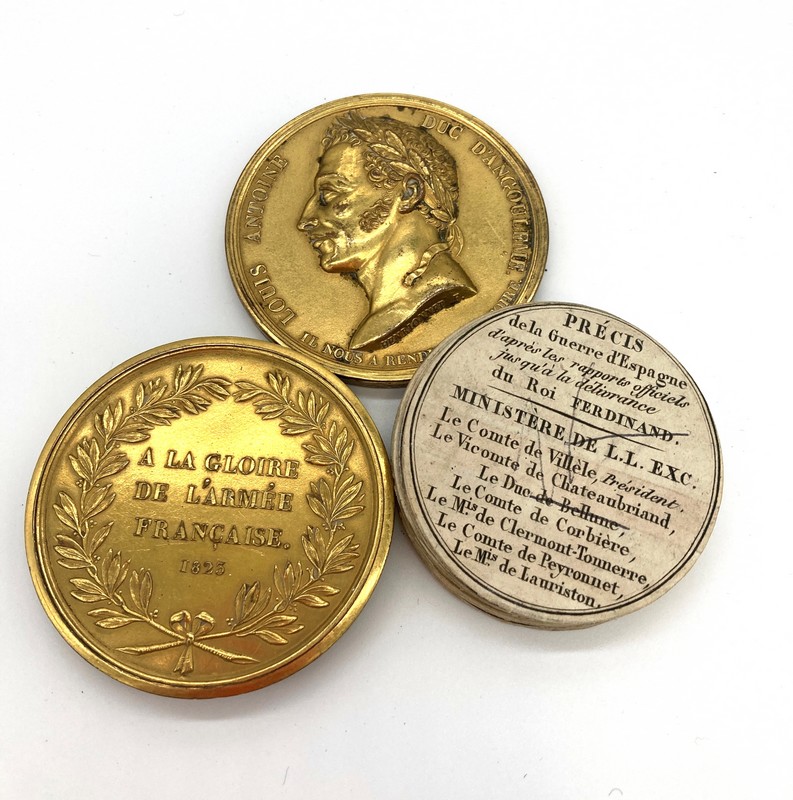 LOUIS ANTOINE DUC D'ANGOULEME
IL NOUS A
A LA GLOIRE
DE L'ARMÉE
FRANÇAISE.
1823
PRÉCIS
de la Guerre d'Espagne
d'après les rapports officiels
jusqu'à la délivrance
du Roi FERDINAND.
MINISTÈRE DE L.L. EXC.
Le Comte de Villèle, Président.
Le Vicomte de Chateaubriand,
Le Duc de Bellune,
Le Comte de Corbière,
Le Mis de Clermont-Tonnerre
Le Comte de Peyronnet
Le Mis de Lauriston.